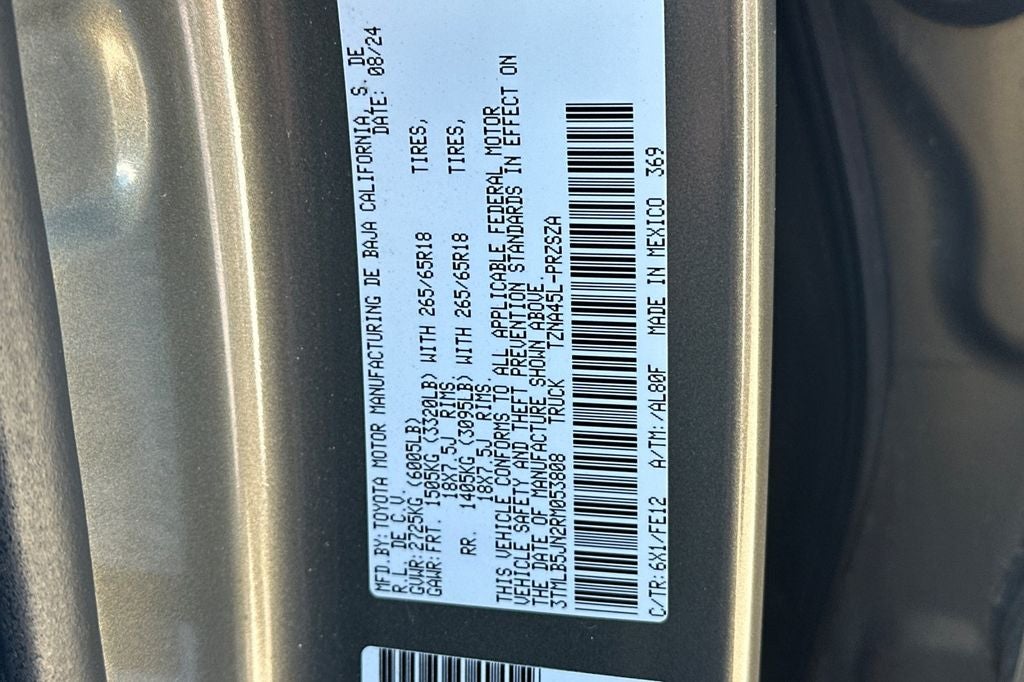 MFD.BY:TOYOTA MOTOR MANUFACTURING DE BAJA CALIFORNIA, S. DE
R.L. DE C.V. DATE: 08/24
GVWR:2725KG (6005LB)
GAWR:FRT. 1505KG (3320LB) WITH 265/65R18 TIRES,
18X7.5J RIMS
RR. 1405KG (3095LB) WITH 265/65R18 TIRES,
18X7.5J RIMS
THIS VEHICLE CONFORMS TO ALL APPLICABLE FEDERAL MOTOR
VEHICLE SAFETY AND THEFT PREVENTION STANDARDS IN EFFECT ON
THE DATE OF MANUFACTURE SHOWN ABOVE.
3TMLB5JN2RM053808 TRUCK TZNA45L-PRZSZA
C/TR:6X1/FE12 A/TM:/AL80F MADE IN MEXICO 369